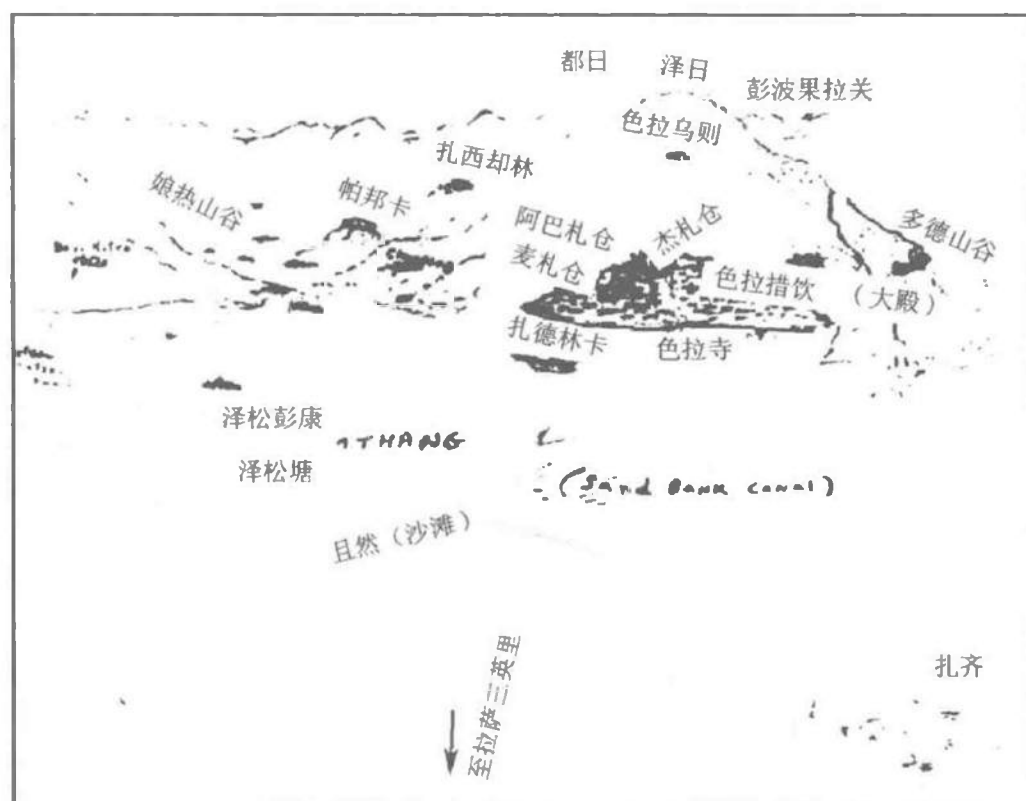 都日
泽日
彭波果拉关
色拉乌则
扎西却林
娘热山谷
帕邦卡
阿巴札仓
杰札仓
多德山谷
麦札仓
色拉措饮
（大殿）
扎德林卡
色拉寺
泽松彭康
THANG
泽松塘
(Sand BANK canal)
且然（沙滩）
扎齐
至拉萨三英里